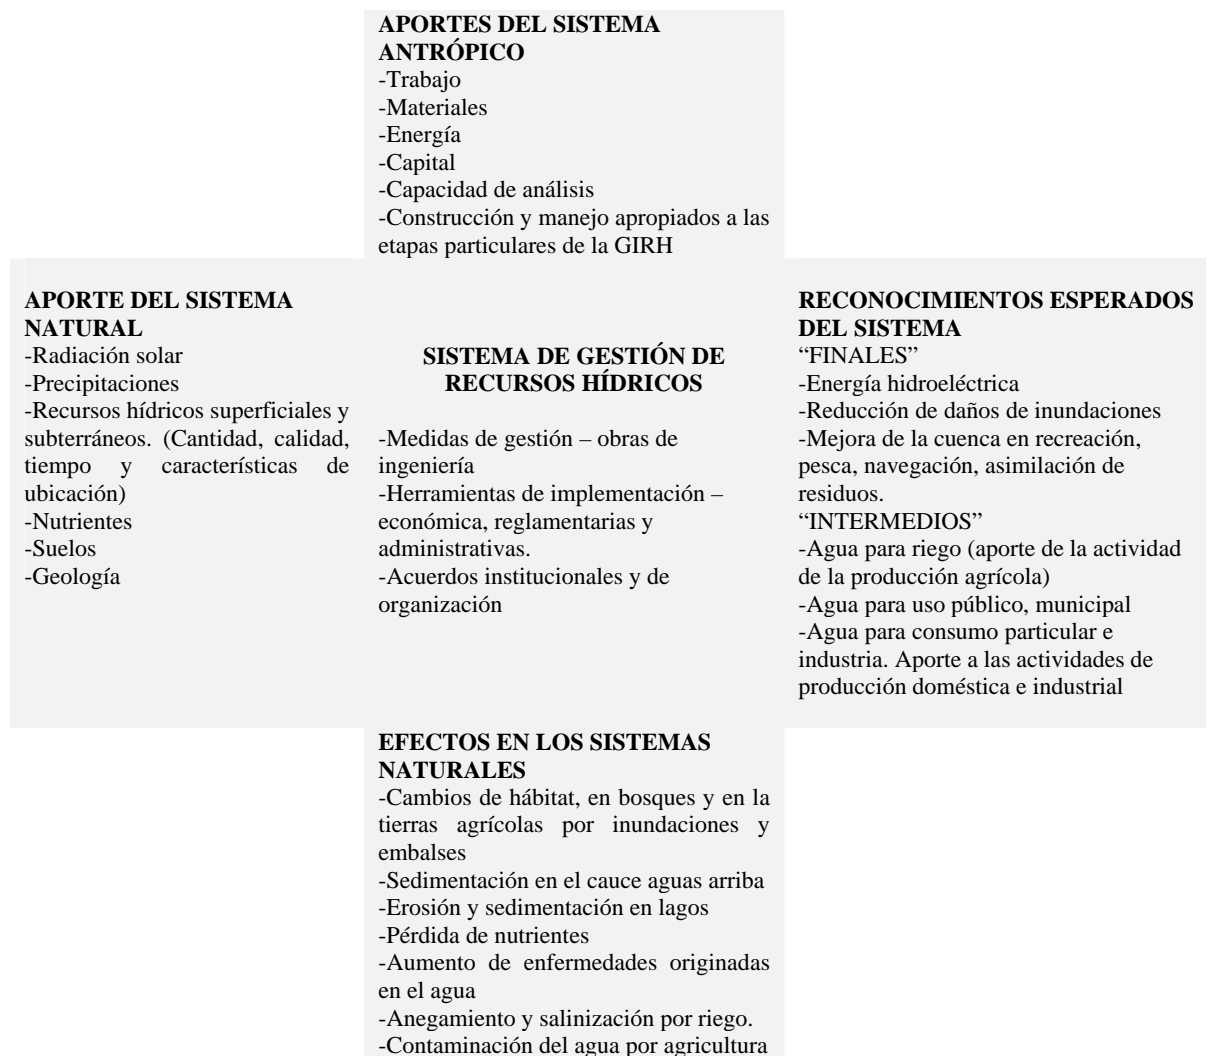 APORTES DEL SISTEMA
ANTRÓPICO
-Trabajo
-Materiales
-Energía
-Capital
-Capacidad de análisis
-Construcción y manejo apropiados a las
etapas particulares de la GIRH
APORTE DEL SISTEMA
NATURAL
-Radiación solar
-Precipitaciones
-Recursos hídricos superficiales y
subterráneos. (Cantidad, calidad,
tiempo y características de
ubicación)
-Nutrientes
-Suelos
-Geología
SISTEMA DE GESTIÓN DE
RECURSOS HÍDRICOS
-Medidas de gestión – obras de
ingeniería
-Herramientas de implementación –
económica, reglamentarias y
administrativas.
-Acuerdos institucionales y de
organización
RECONOCIMIENTOS ESPERADOS
DEL SISTEMA
“FINALES”
-Energía hidroeléctrica
-Reducción de daños de inundaciones
-Mejora de la cuenca en recreación,
pesca, navegación, asimilación de
residuos.
“INTERMEDIOS”
-Agua para riego (aporte de la actividad
de la producción agrícola)
-Agua para uso público, municipal
-Agua para consumo particular e
industria. Aporte a las actividades de
producción doméstica e industrial
EFECTOS EN LOS SISTEMAS
NATURALES
-Cambios de hábitat, en bosques y en la
tierras agrícolas por inundaciones y
embalses
-Sedimentación en el cauce aguas arriba
-Erosión y sedimentación en lagos
-Pérdida de nutrientes
-Aumento de enfermedades originadas
en el agua
-Anegamiento y salinización por riego.
-Contaminación del agua por agricultura